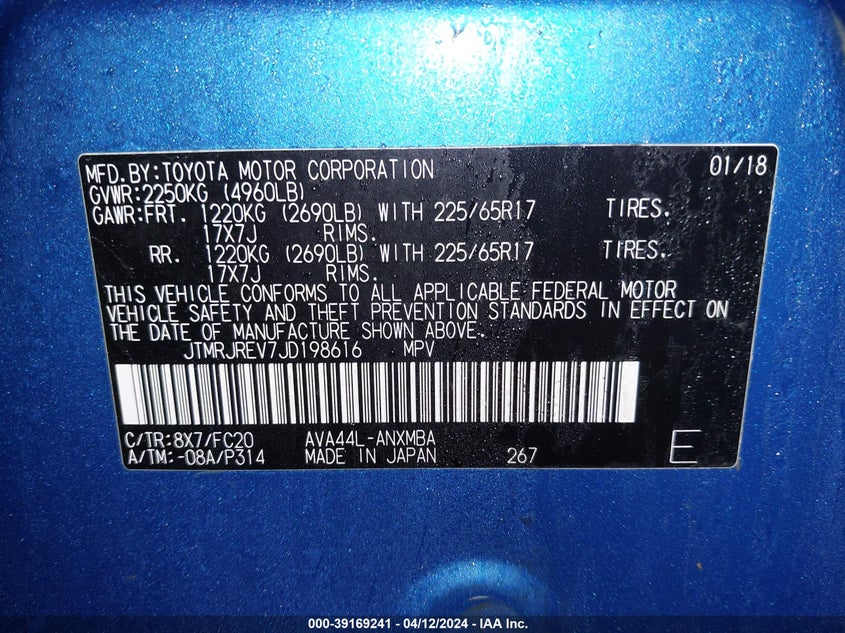 MFD.BY:TOYOTA MOTOR CORPORATION 01/18
GVWR:2250KG (4960LB)
GAWR:FRT. 1220KG (2690LB) WITH 225/65R17 TIRES.
17X7J RIMS.
RR. 1220KG (2690LB) WITH 225/65R17 TIRES.
17X7J RIMS.
THIS VEHICLE CONFORMS TO ALL APPLICABLE FEDERAL MOTOR
VEHICLE SAFETY AND THEFT PREVENTION STANDARDS IN EFFECT ON
THE DATE OF MANUFACTURE SHOWN ABOVE.
JTMRJREV7JD198616 MPV
C/TR:8X7/FC20 AVA44L-ANXMBA
A/TM:-08A/P314 MADE IN JAPAN 267 E
000-39169241 - 04/12/2024 - IAA Inc.